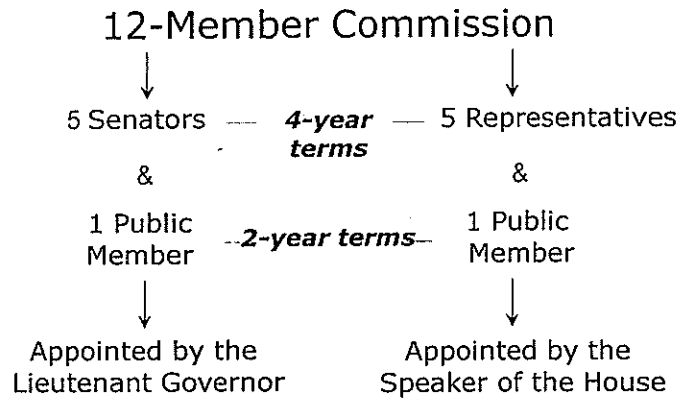 12-Member Commission
5 Senators — 4-year terms — 5 Representatives
&
&
1 Public Member
2-year terms
1 Public Member
Appointed by the
Lieutenant Governor
Appointed by the
Speaker of the House